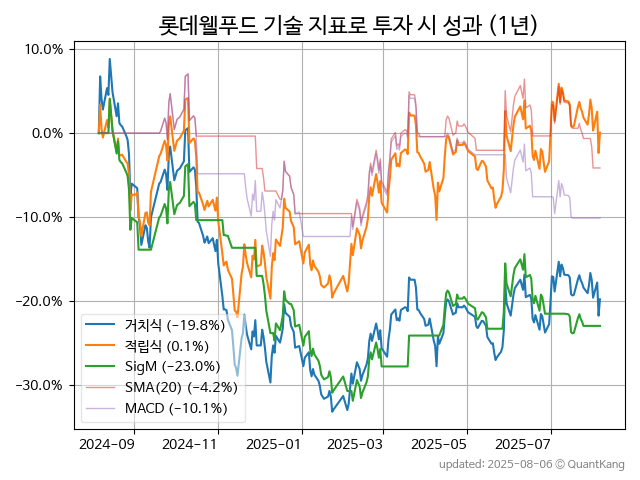 롯데웰푸드 기술 지표로 투자 시 성과 (1년)
10.0%
0.0%
−10.0%
−20.0%
−30.0%
거치식 (−19.8%)
적립식 (0.1%)
SigM (−23.0%)
SMA(20) (−4.2%)
MACD (−10.1%)
2024-09 2024-11 2025-01 2025-03 2025-05 2025-07
updated: 2025-08-06 © QuantKang